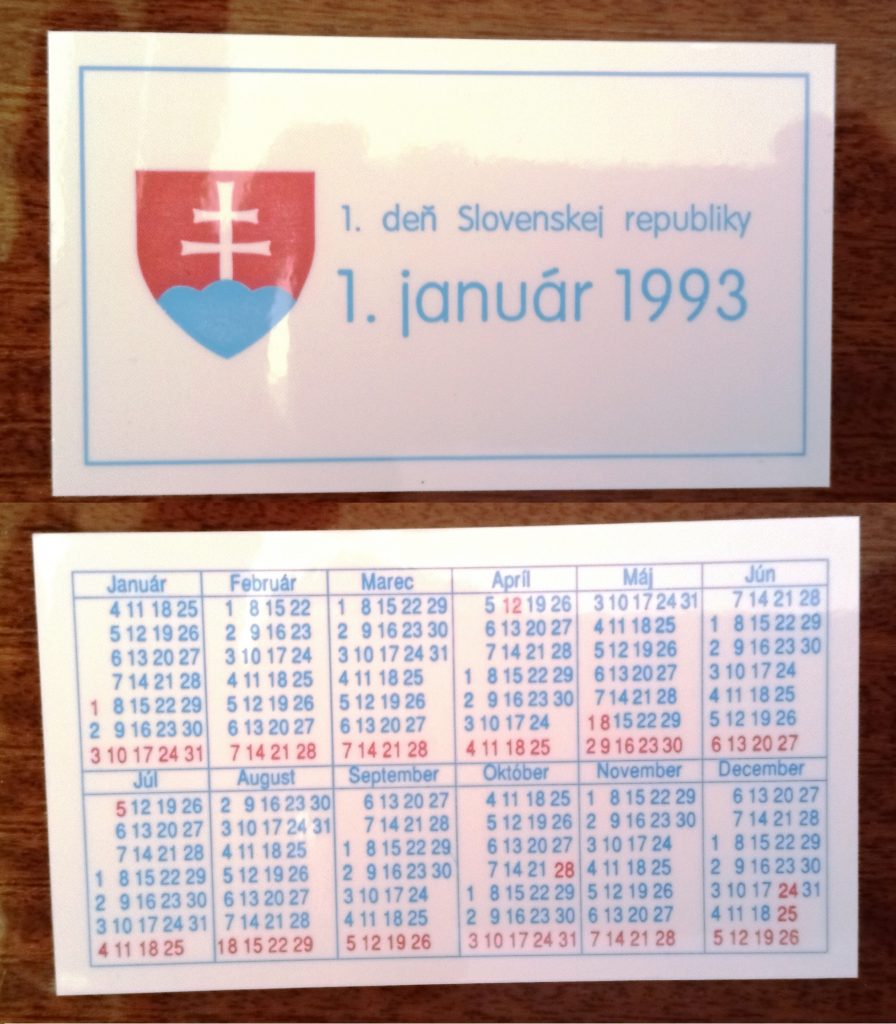 1. deň Slovenskej republiky
1. január 1993
Január
4 11 18 25
5 12 19 26
6 13 20 27
7 14 21 28
1 8 15 22 29
2 9 16 23 30
3 10 17 24 31
Február
1 8 15 22
2 9 16 23
3 10 17 24
4 11 18 25
5 12 19 26
6 13 20 27
7 14 21 28
Marec
1 8 15 22 29
2 9 16 23 30
3 10 17 24 31
4 11 18 25
5 12 19 26
6 13 20 27
7 14 21 28
Apríl
5 12 19 26
6 13 20 27
7 14 21 28
1 8 15 22 29
2 9 16 23 30
3 10 17 24
4 11 18 25
Máj
3 10 17 24 31
4 11 18 25
5 12 19 26
6 13 20 27
7 14 21 28
1 8 15 22 29
2 9 16 23 30
Jún
7 14 21 28
1 8 15 22 29
2 9 16 23 30
3 10 17 24
4 11 18 25
5 12 19 26
6 13 20 27
Júl
5 12 19 26
6 13 20 27
7 14 21 28
1 8 15 22 29
2 9 16 23 30
3 10 17 24 31
4 11 18 25
August
2 9 16 23 30
3 10 17 24 31
4 11 18 25
5 12 19 26
6 13 20 27
7 14 21 28
1 8 15 22 29
September
6 13 20 27
7 14 21 28
1 8 15 22 29
2 9 16 23 30
3 10 17 24
4 11 18 25
5 12 19 26
Október
4 11 18 25
5 12 19 26
6 13 20 27
7 14 21 28
1 8 15 22 29
2 9 16 23 30
3 10 17 24 31
November
1 8 15 22 29
2 9 16 23 30
3 10 17 24
4 11 18 25
5 12 19 26
6 13 20 27
7 14 21 28
December
6 13 20 27
7 14 21 28
1 8 15 22 29
2 9 16 23 30
3 10 17 24 31
4 11 18 25
5 12 19 26